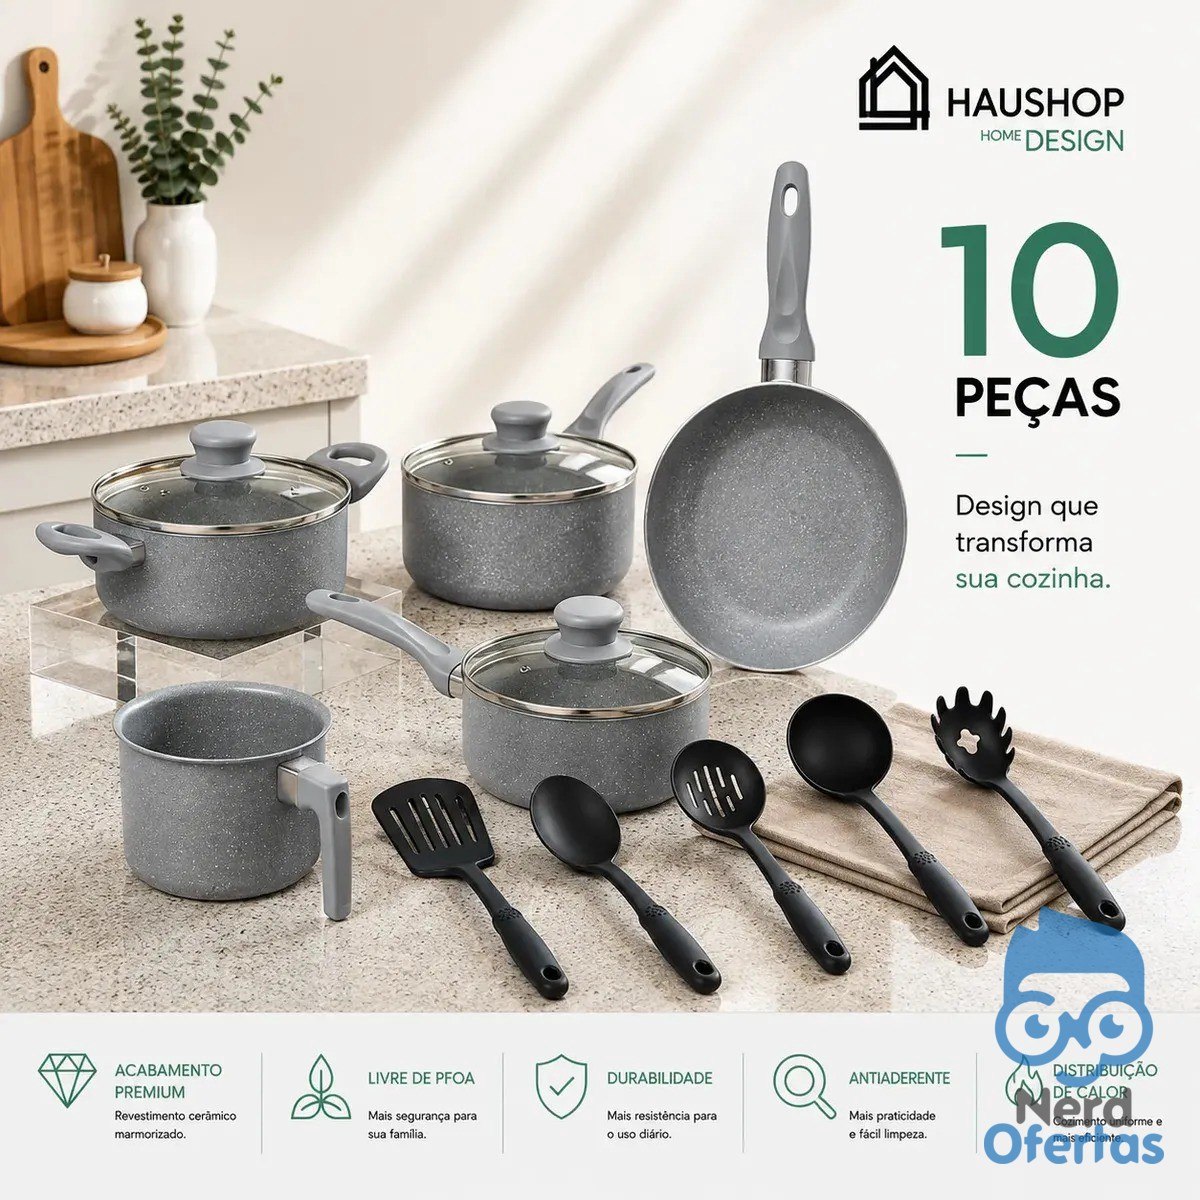 HAUSHOP
HOME DESIGN
10
PEÇAS
Design que
transforma
sua cozinha.
ACABAMENTO
PREMIUM
Revestimento cerâmico
marmorizado.
LIVRE DE PFOA
Mais segurança para
sua família.
DURABILIDADE
Mais resistência para
o uso diário.
ANTIADERENTE
Mais praticidade
e fácil limpeza.
DISTRIBUIÇÃO
DE CALOR
Cozimento uniforme e
mais eficiente.
Nerd
Ofertas